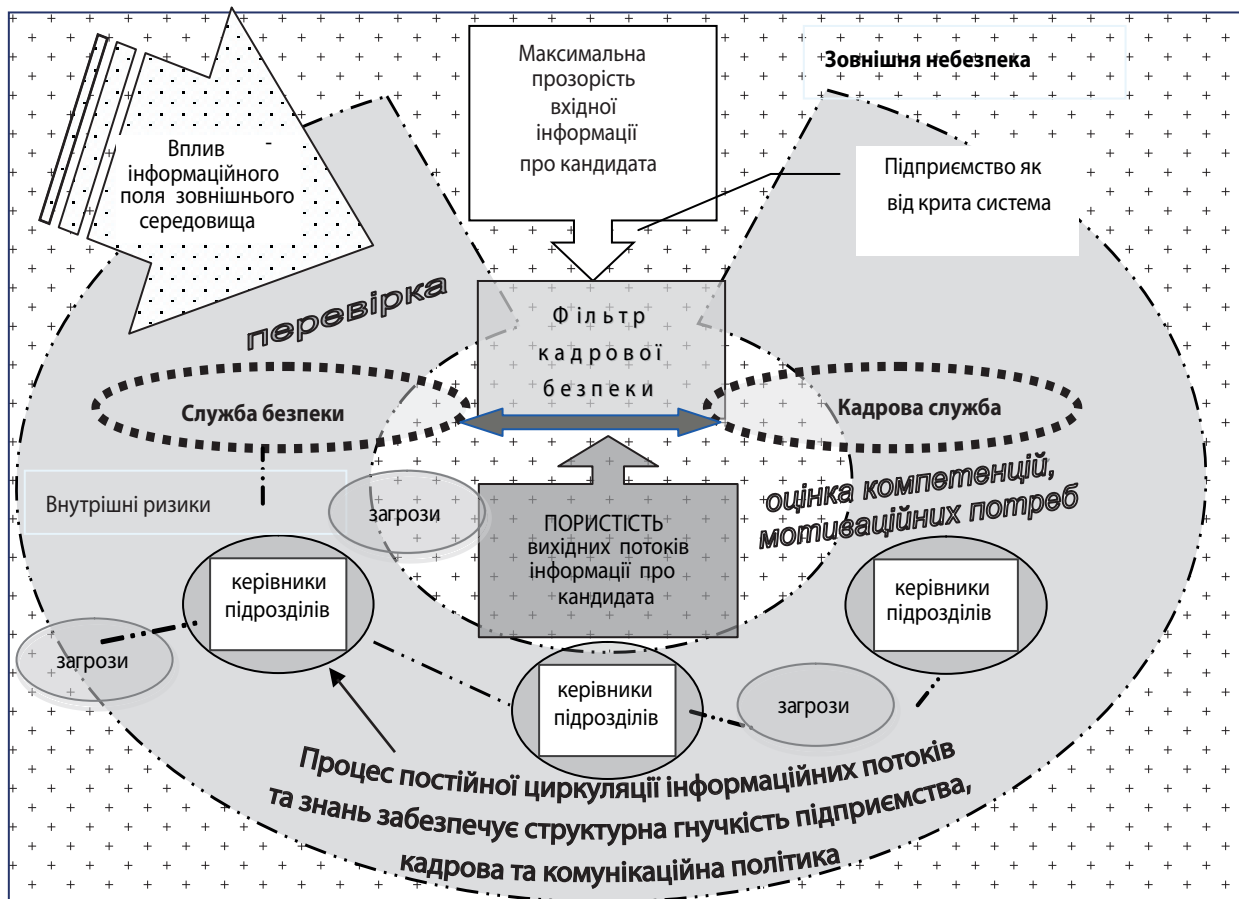 Максимальна
прозорість
вхідної
інформації
про кандидата
Зовнішня небезпека
Вплив -
інформаційного
поля зовнішнього
середовища
Підприємство як
від крита система
перевірка
Фільтр
кадрової
безпеки
Служба безпеки
Кадрова служба
Внутрішні ризики
загрози
ПОРИСТІСТЬ
вихідних потоків
інформації про
кандидата
оцінка компетенцій,
мотиваційних потреб
керівники
підрозділів
керівники
підрозділів
загрози
керівники
підрозділів
загрози
Процес постійної циркуляції інформаційних потоків
та знань забезпечує структурна гнучкість підприємства,
кадрова та комунікаційна політика